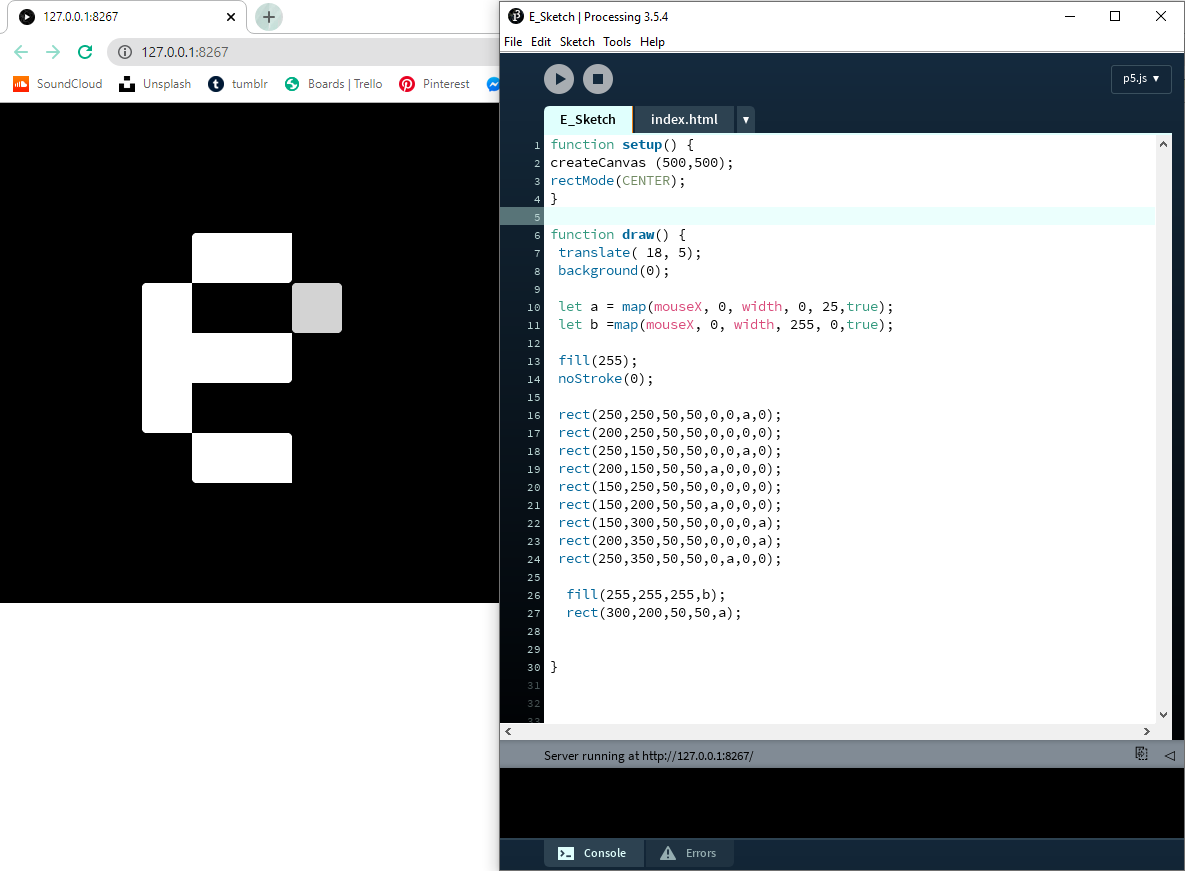 127.0.0.1:8267
127.0.0.1:8267
SoundCloud Unsplash tumblr Boards | Trello Pinterest
E_Sketch | Processing 3.5.4
File Edit Sketch Tools Help
p5.js ▼
E_Sketch index.html ▼
1 function setup() {
2 createCanvas (500,500);
3 rectMode(CENTER);
4 }
5
6 function draw() {
7 translate( 18, 5);
8 background(0);
9
10 let a = map(mouseX, 0, width, 0, 25,true);
11 let b =map(mouseX, 0, width, 255, 0,true);
12
13 fill(255);
14 noStroke(0);
15
16 rect(250,250,50,50,0,0,a,0);
17 rect(200,250,50,50,0,0,0,0);
18 rect(250,150,50,50,0,0,a,0);
19 rect(200,150,50,50,a,0,0,0);
20 rect(150,250,50,50,0,0,0,0);
21 rect(150,200,50,50,a,0,0,0);
22 rect(150,300,50,50,0,0,0,a);
23 rect(200,350,50,50,0,0,0,a);
24 rect(250,350,50,50,0,a,0,0);
25
26 fill(255,255,255,b);
27 rect(300,200,50,50,a);
28
29
30 }
31
32
33
Server running at http://127.0.0.1:8267/
Console Errors